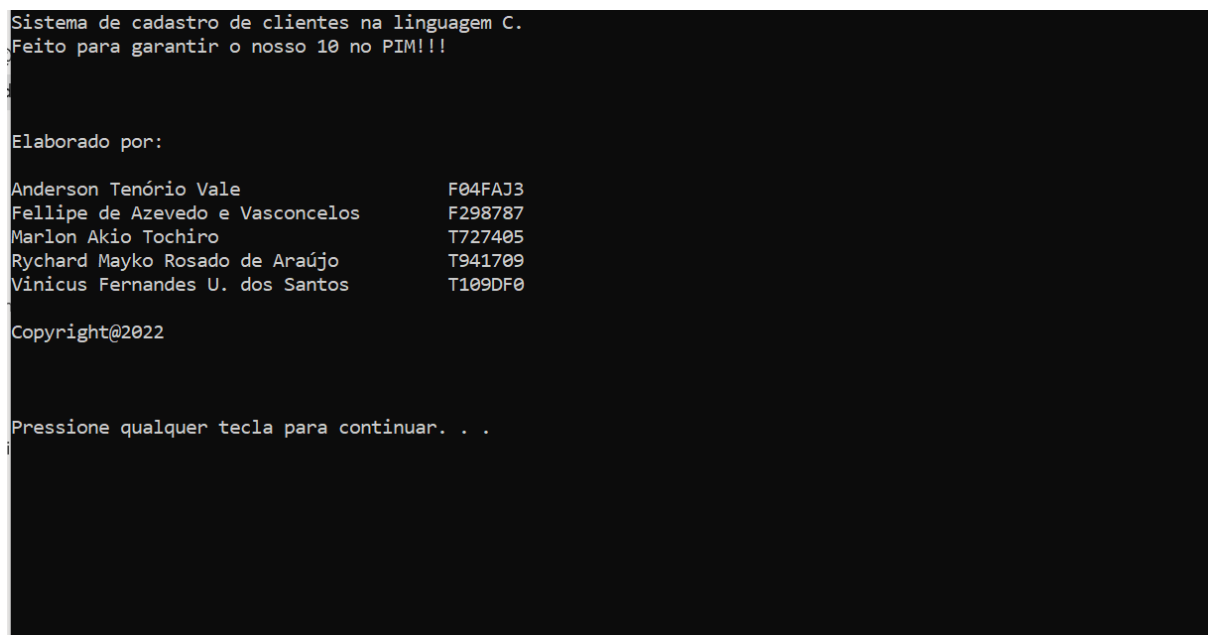 Sistema de cadastro de clientes na linguagem C.
Feito para garantir o nosso 10 no PIM!!!
Elaborado por:
Anderson Tenório Vale F04FAJ3
Fellipe de Azevedo e Vasconcelos F298787
Marlon Akio Tochiro T727405
Rychard Mayko Rosado de Araújo T941709
Vinicus Fernandes U. dos Santos T109DF0
Copyright@2022
Pressione qualquer tecla para continuar. . .